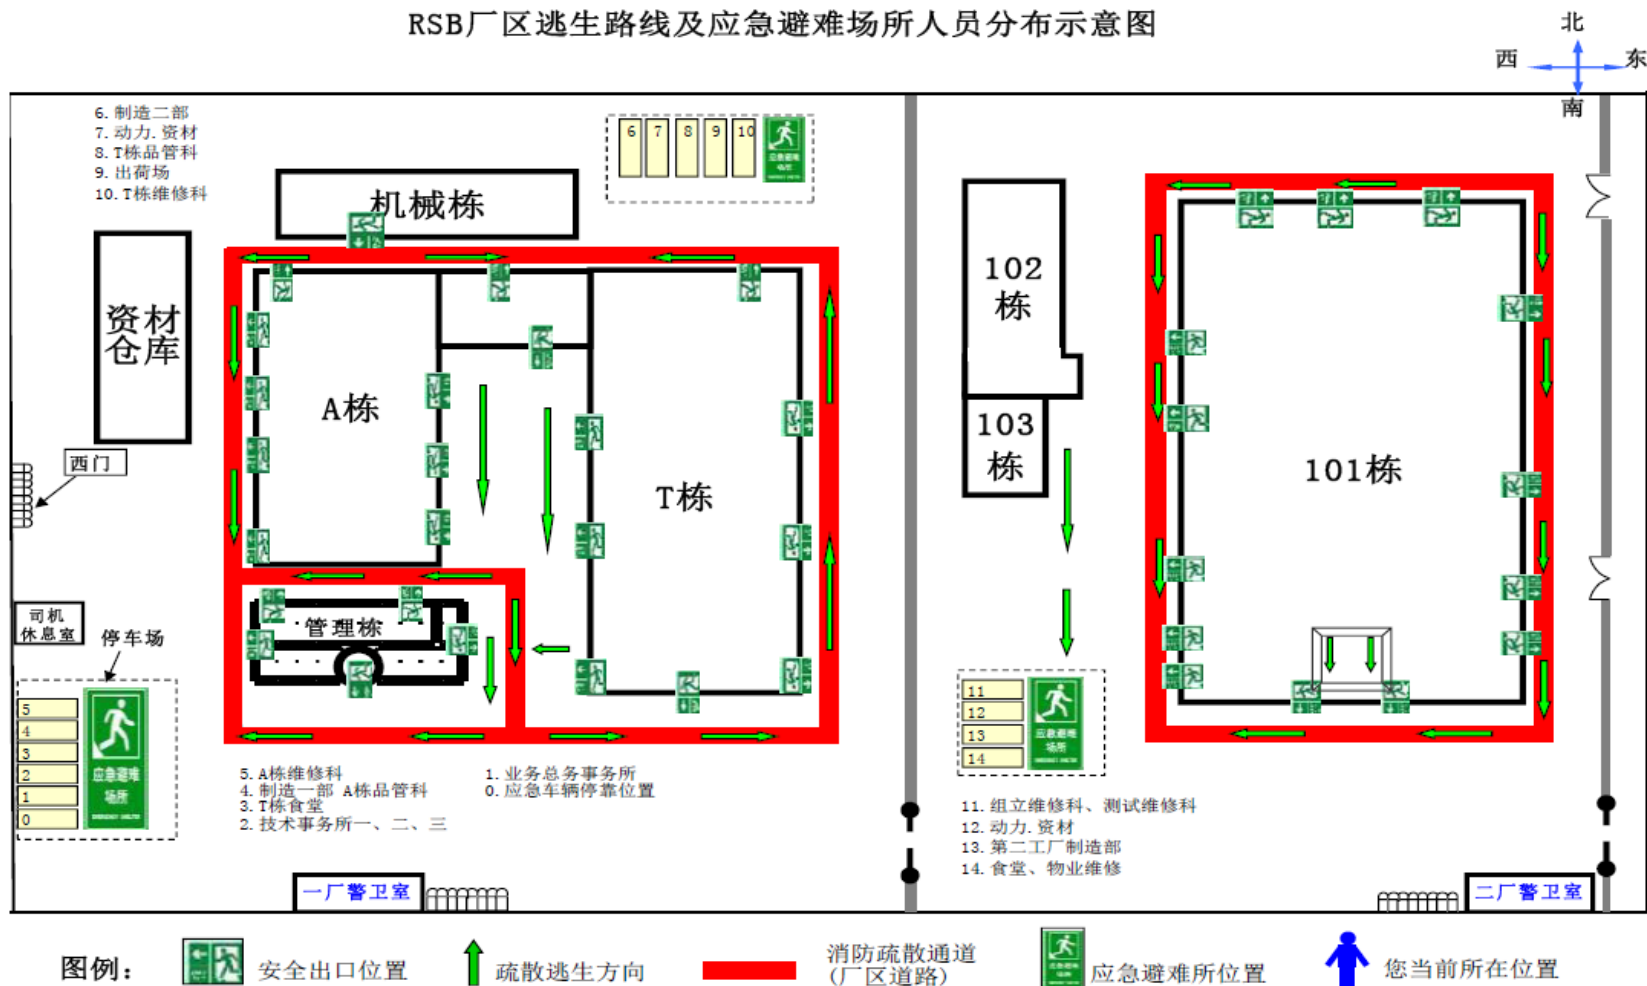 RSB厂区逃生路线及应急避难场所人员分布示意图
北
西 东
南
6. 制造二部
7. 动力. 资材
8. T栋品管科
9. 出荷场
10. T栋维修科
6 7 8 9 10
应急避难
场所
机械栋
资材
仓库
A栋
T栋
西门
管理栋
司机
休息室
停车场
5
4
3
2
1
0
应急避难
场所
5. A栋维修科
4. 制造一部 A栋品管科
3. T栋食堂
2. 技术事务所一、二、三
1. 业务总务事务所
0. 应急车辆停靠位置
一厂警卫室
102
栋
103
栋
101栋
11
12
13
14
应急避难
场所
11. 组立维修科、测试维修科
12. 动力. 资材
13. 第二工厂制造部
14. 食堂、物业维修
二厂警卫室
图例：
安全出口位置
疏散逃生方向
消防疏散通道
(厂区道路)
应急避难所位置
您当前所在位置